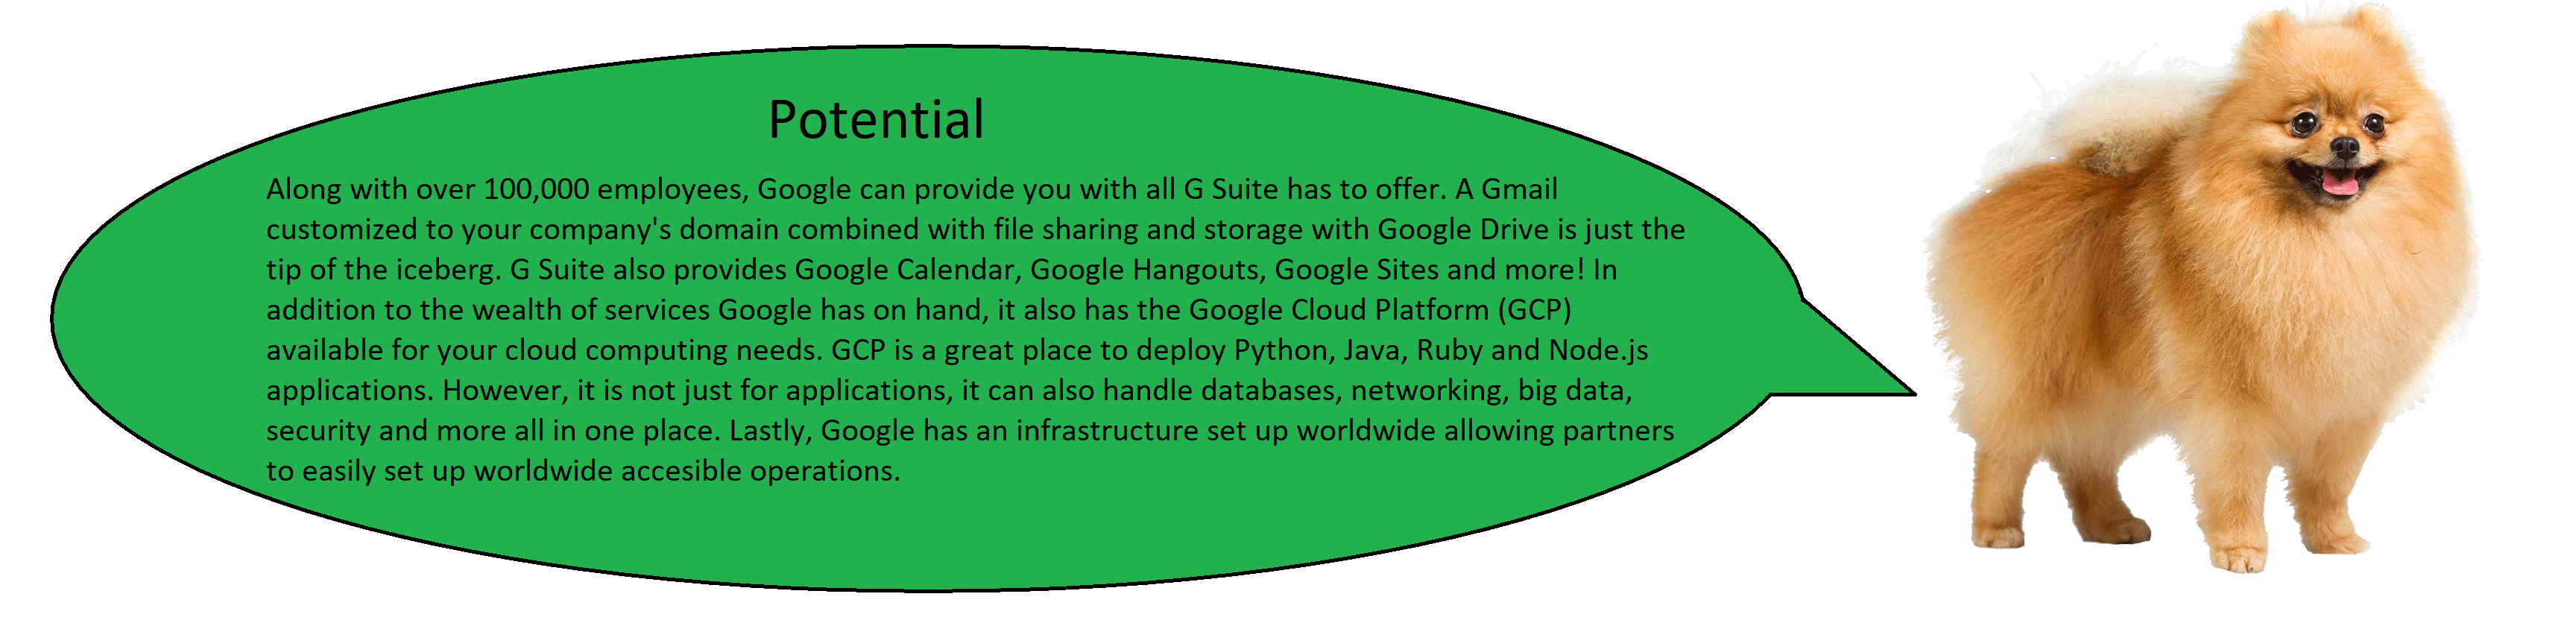 Potential
Along with over 100,000 employees, Google can provide you with all G Suite has to offer. A Gmail
customized to your company's domain combined with file sharing and storage with Google Drive is just the
tip of the iceberg. G Suite also provides Google Calendar, Google Hangouts, Google Sites and more! In
addition to the wealth of services Google has on hand, it also has the Google Cloud Platform (GCP)
available for your cloud computing needs. GCP is a great place to deploy Python, Java, Ruby and Node.js
applications. However, it is not just for applications, it can also handle databases, networking, big data,
security and more all in one place. Lastly, Google has an infrastructure set up worldwide allowing partners
to easily set up worldwide accesible operations.